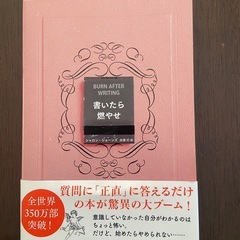 BURN AFTER
WRITING
書いたら
燃やせ
シャロン・ジョーンズ
質問に「正直」に答えるだけ
の本が驚異の大ブーム!
全世界
350万部
突破!
意識していなかった自分がわかるのは
ちょっと怖い。
だけど、始めたらやめられない……